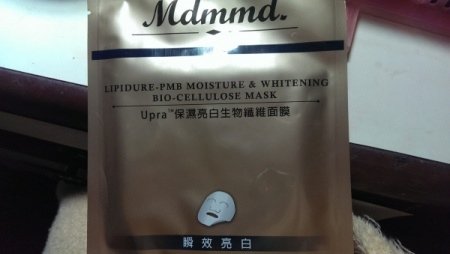 Mdmmd.
LIPIDURE-PMB MOISTURE & WHITENING
BIO-CELLULOSE MASK
Upra™保濕亮白生物纖維面膜
瞬效亮白